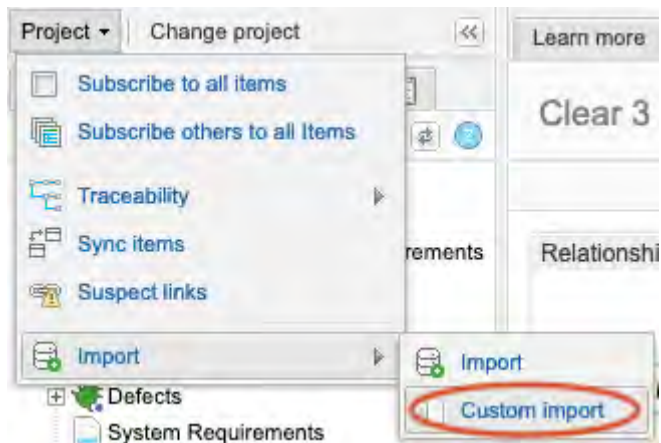 Project Change project
Learn more
Subscribe to all items
Subscribe others to all Items
Clear 3
Traceability
Sync items
rements
Relationshi
Suspect links
Import
Import
Defects
Custom import
System Requirements